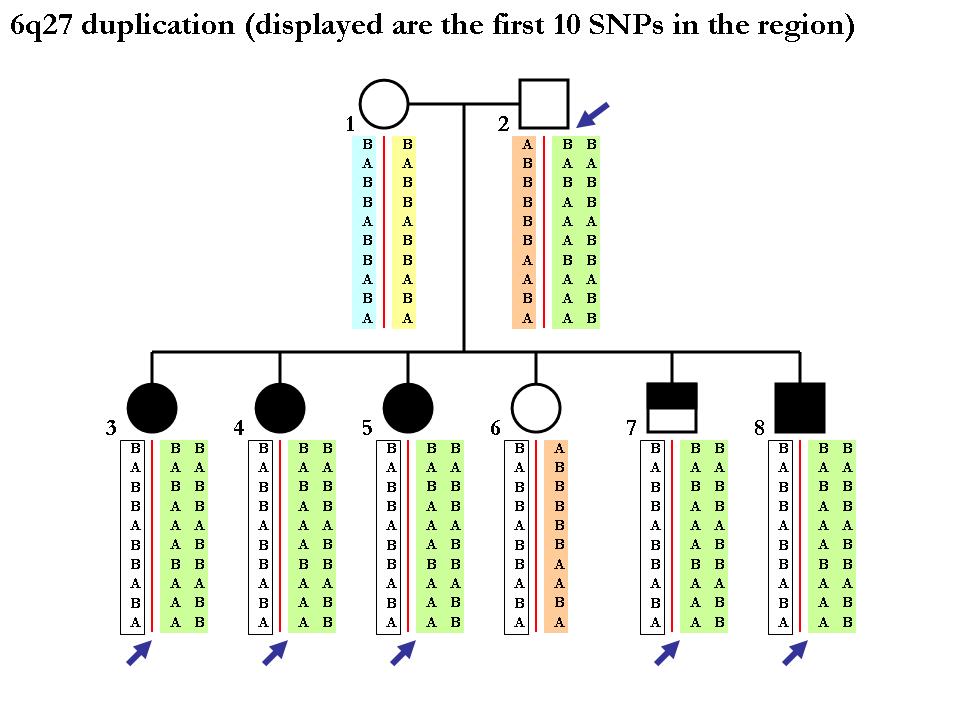 6q27 duplication (displayed are the first 10 SNPs in the region)
1 2
B B A B B
A A B A A
B B B B B
B B B A B
A A B A A
B B B A B
B B A B B
A A A A A
B B B A B
A A A A B
3 4 5 6 7 8
B B B B B B B B B B A B B B B B B
A A A A A A A A A A B A A A A A A
B B B B B B B B B B B B B B B B B
B A B B A B B A B B B B A B B A B
A A A A A A A A A A B A A A A A A
B A B B A B B A B B B B A B B A B
B B B B B B B B B B A B B B B B B
A A A A A A A A A A A A A A A A A
B A B B A B B A B B B B A B B A B
A A B A A B A A B A A A A B A A B